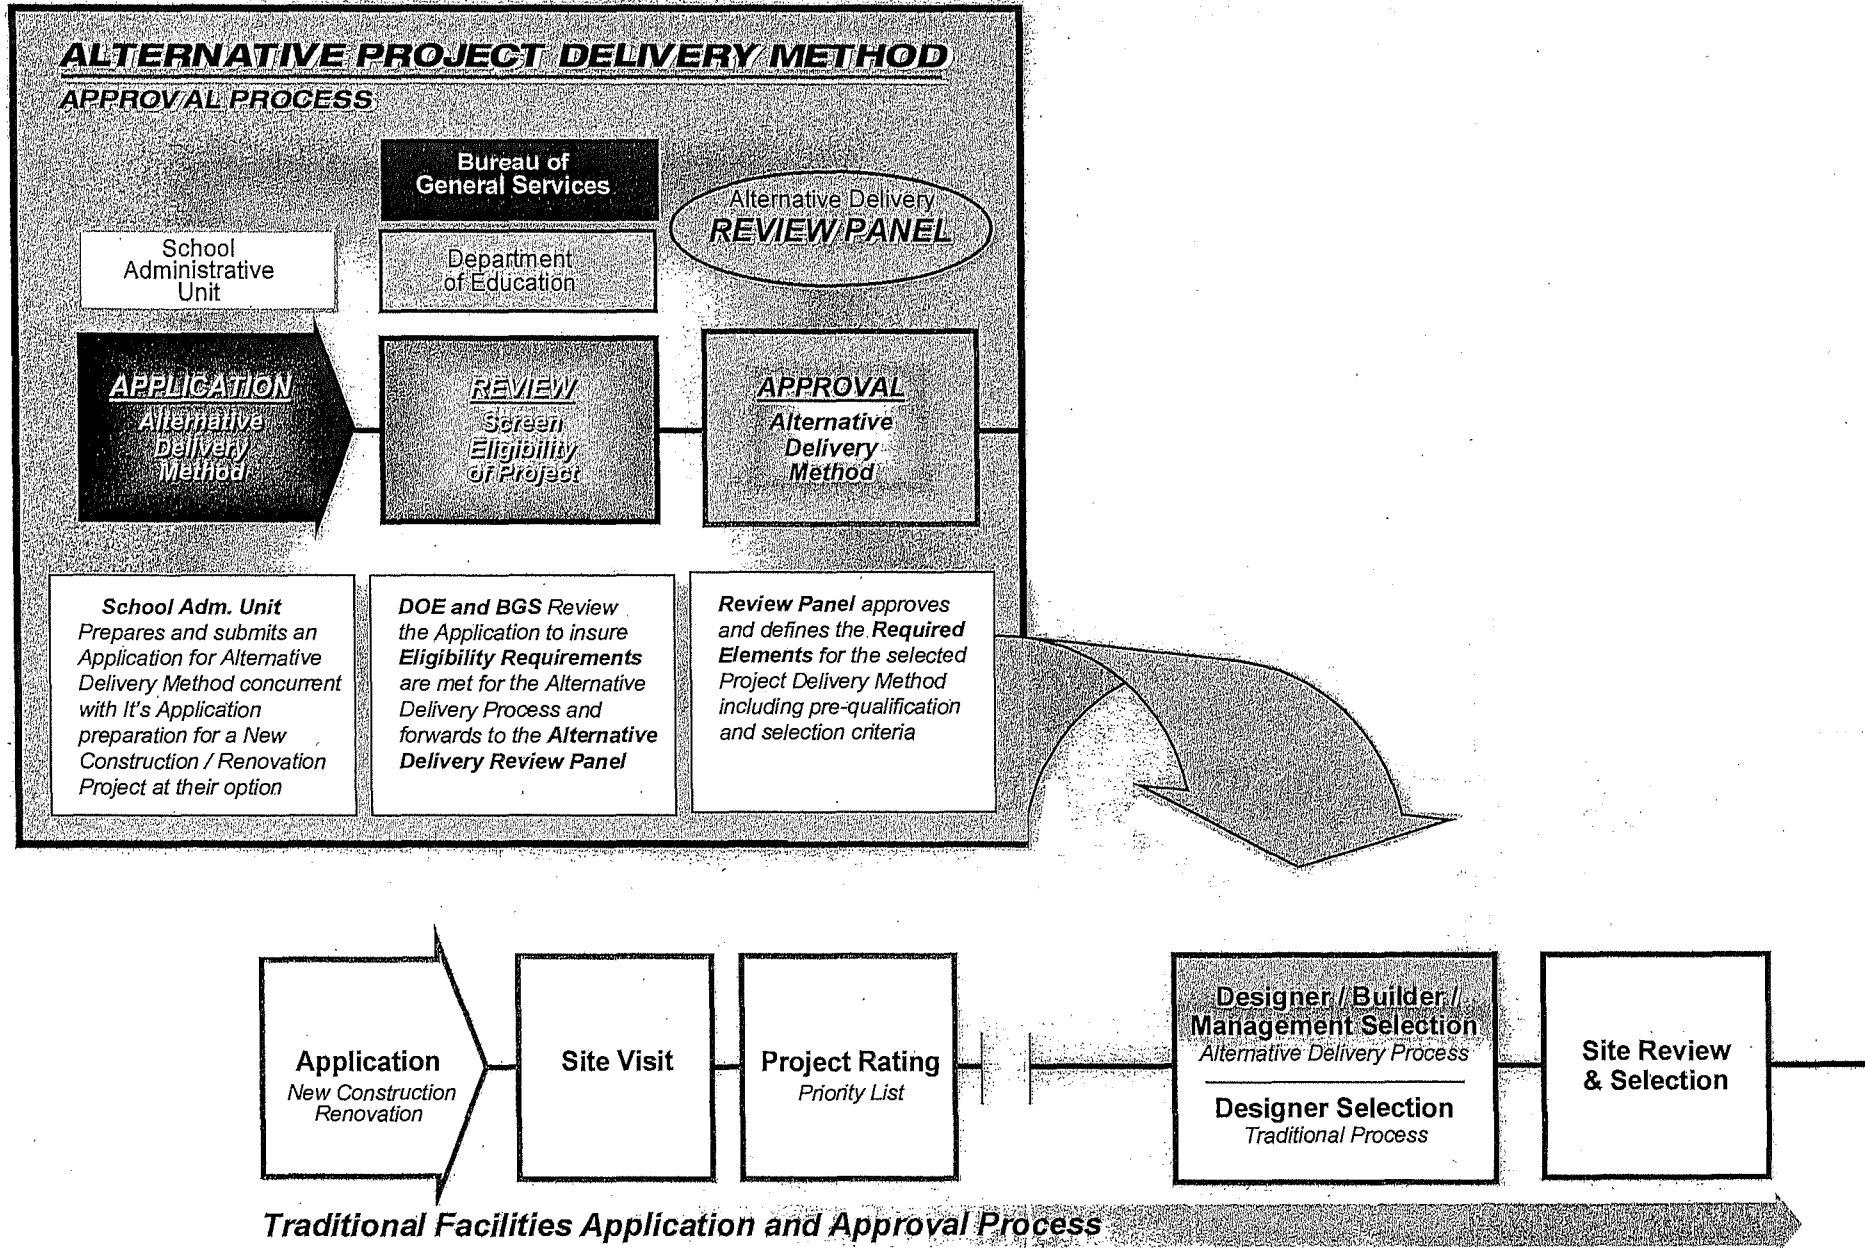 ALTERNATIVE PROJECT DELIVERY METHOD
APPROVAL PROCESS
School
Administrative
Unit
Bureau of
General Services
Department
of Education
Alternative Delivery
REVIEW PANEL
APPLICATION
Alternative
Delivery
Method
REVIEW
Screen
Eligibility
of Project
APPROVAL
Alternative
Delivery
Method
School Adm. Unit
Prepares and submits an
Application for Alternative
Delivery Method concurrent
with It's Application
preparation for a New
Construction / Renovation
Project at their option
DOE and BGS Review
the Application to insure
Eligibility Requirements
are met for the Alternative
Delivery Process and
forwards to the Alternative
Delivery Review Panel
Review Panel approves
and defines the Required
Elements for the selected
Project Delivery Method
including pre-qualification
and selection criteria
Application
New Construction
Renovation
Site Visit
Project Rating
Priority List
Designer / Builder /
Management Selection
Alternative Delivery Process
Designer Selection
Traditional Process
Site Review
& Selection
Traditional Facilities Application and Approval Process